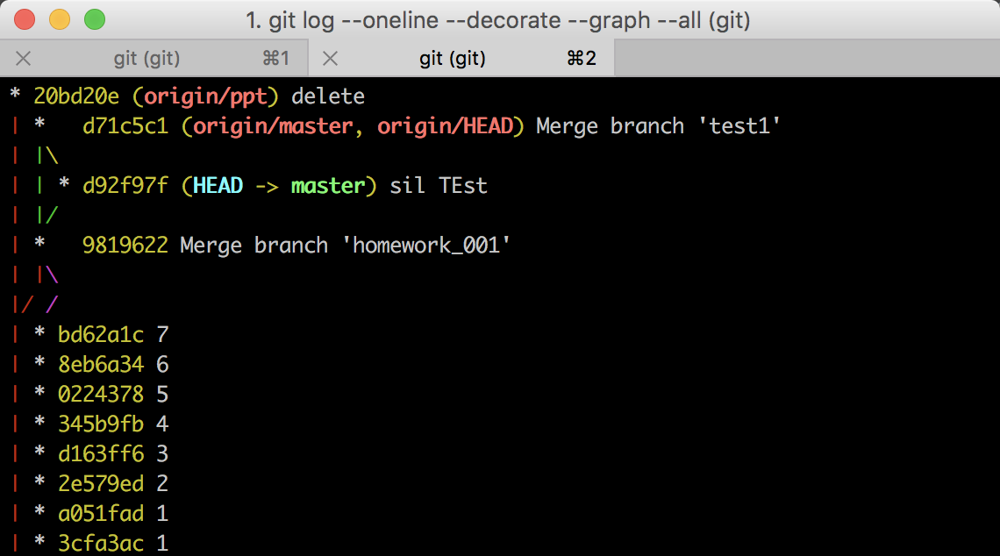 1. git log --oneline --decorate --graph --all (git)
git (git) ⌘1 git (git) ⌘2
* 20bd20e (origin/ppt) delete
| *   d71c5c1 (origin/master, origin/HEAD) Merge branch 'test1'
| |\
| | * d92f97f (HEAD -> master) sil TEst
| |/
| *   9819622 Merge branch 'homework_001'
| |\
|/ /
| * bd62a1c 7
| * 8eb6a34 6
| * 0224378 5
| * 345b9fb 4
| * d163ff6 3
| * 2e579ed 2
| * a051fad 1
| * 3cfa3ac 1